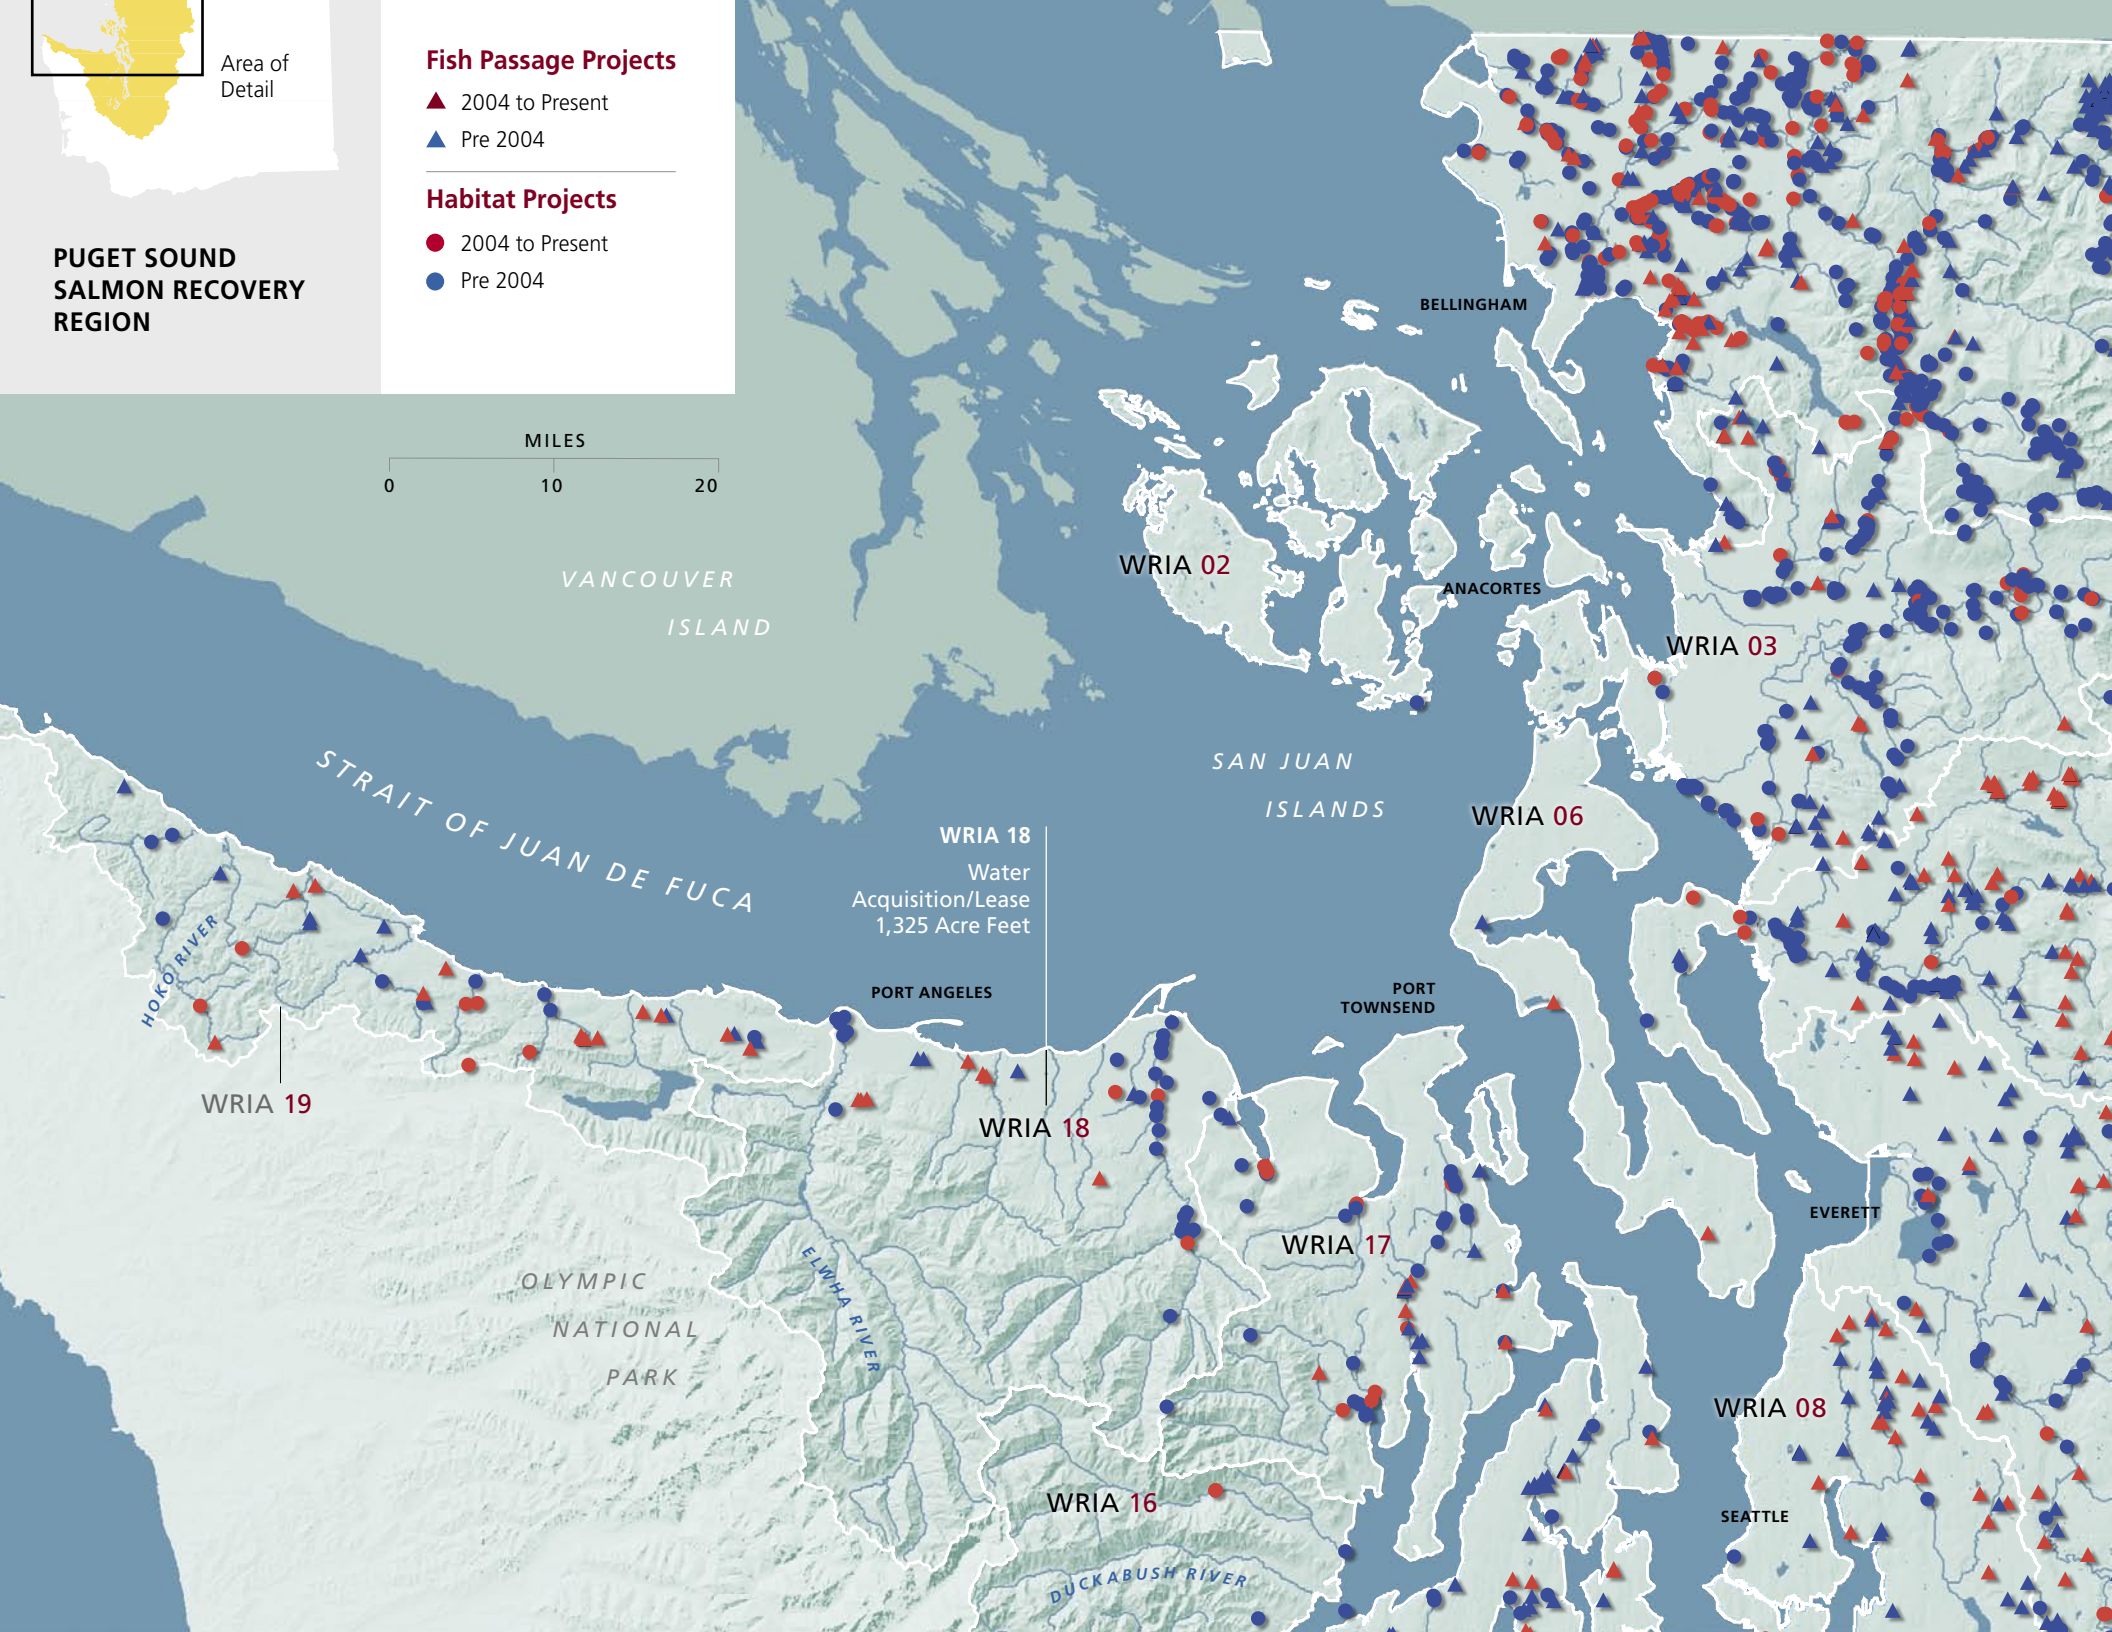 Area of
Detail
PUGET SOUND
SALMON RECOVERY
REGION
Fish Passage Projects
2004 to Present
Pre 2004
Habitat Projects
2004 to Present
Pre 2004
MILES
0 10 20
VANCOUVER
ISLAND
STRAIT OF JUAN DE FUCA
BELLINGHAM
WRIA 02
ANACORTES
WRIA 03
SAN JUAN
ISLANDS
WRIA 06
WRIA 18
Water
Acquisition/Lease
1,325 Acre Feet
HOKO RIVER
PORT ANGELES
PORT
TOWNSEND
WRIA 19
WRIA 18
EVERETT
WRIA 17
ELWHA RIVER
OLYMPIC
NATIONAL
PARK
WRIA 08
WRIA 16
SEATTLE
DUCKABUSH RIVER